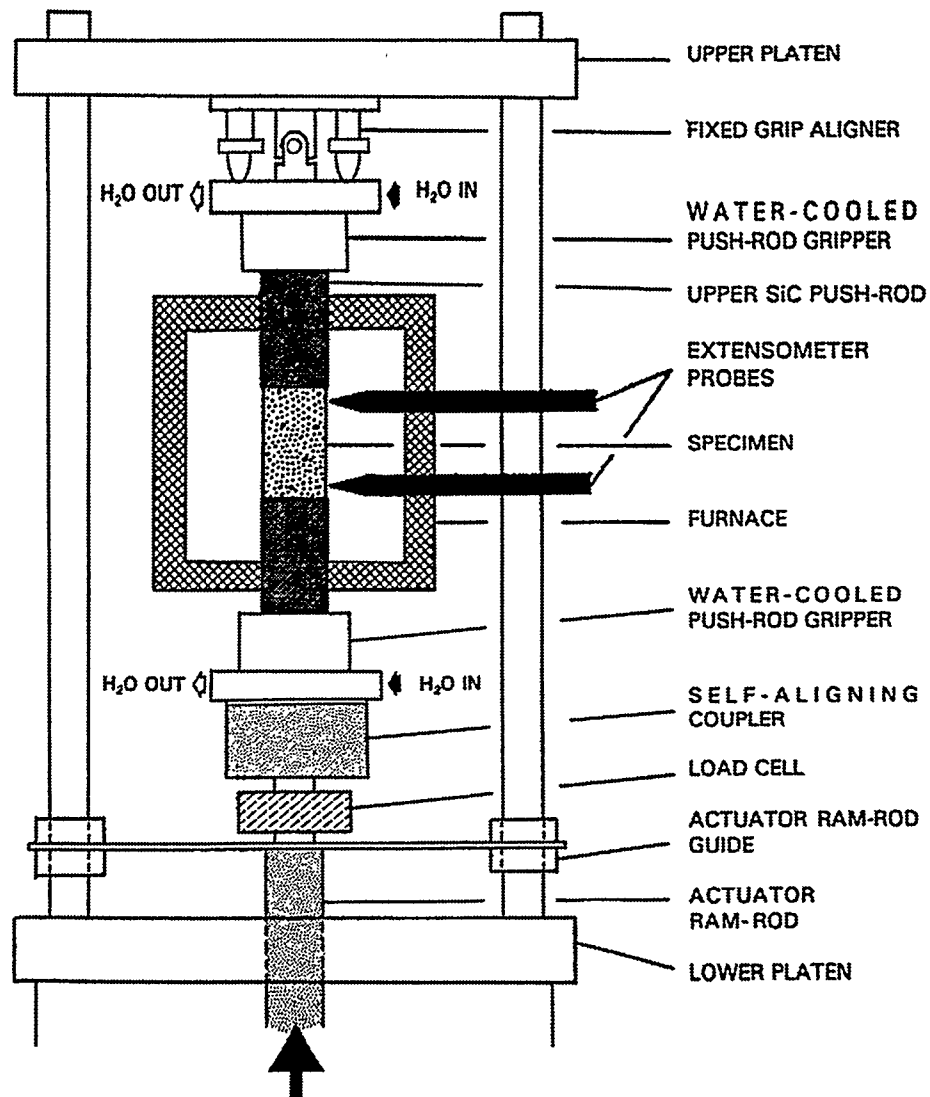 UPPER PLATEN
FIXED GRIP ALIGNER
H₂O OUT
H₂O IN
WATER-COOLED
PUSH-ROD GRIPPER
UPPER SiC PUSH-ROD
EXTENSOMETER
PROBES
SPECIMEN
FURNACE
WATER-COOLED
PUSH-ROD GRIPPER
H₂O OUT
H₂O IN
SELF-ALIGNING
COUPLER
LOAD CELL
ACTUATOR RAM-ROD
GUIDE
ACTUATOR
RAM-ROD
LOWER PLATEN